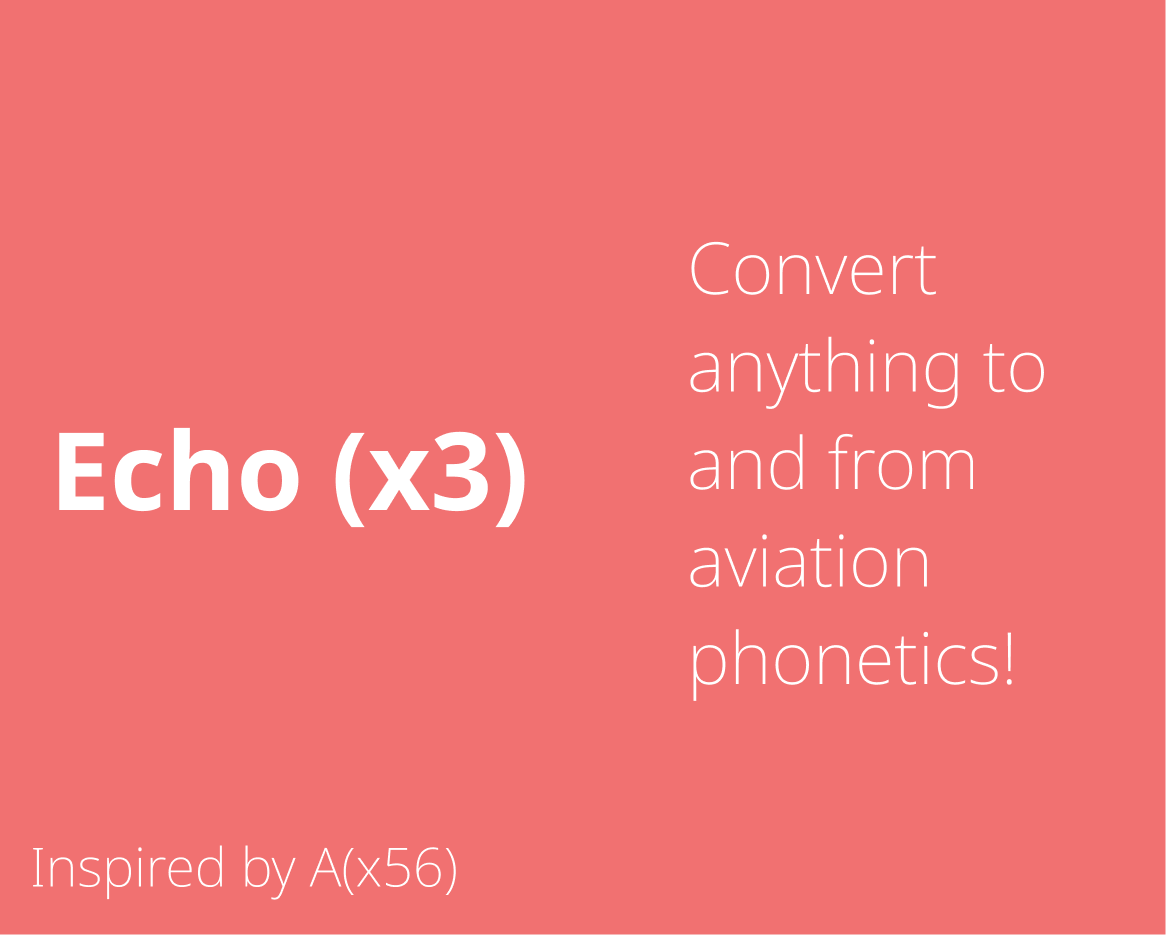 Echo (x3)
Convert
anything to
and from
aviation
phonetics!
Inspired by A(x56)